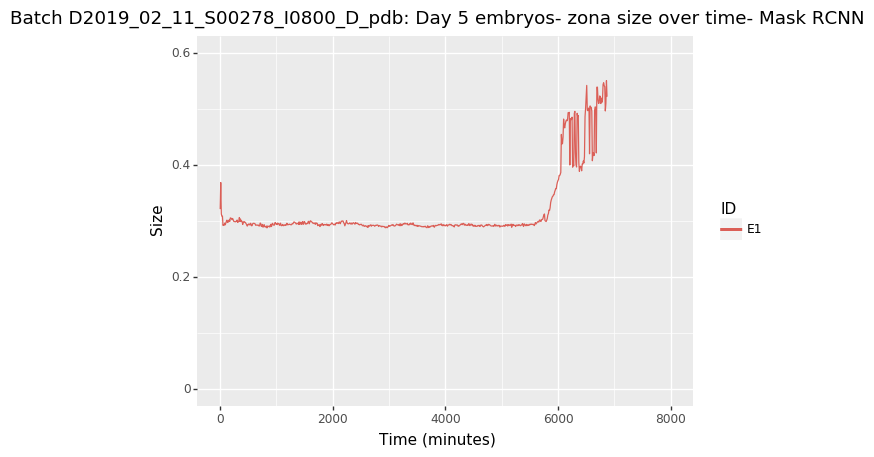 Batch D2019_02_11_S00278_I0800_D_pdb: Day 5 embryos- zona size over time- Mask RCNN
0.6
0.4
0.2
0
Size
0
2000
4000
6000
8000
Time (minutes)
ID
E1